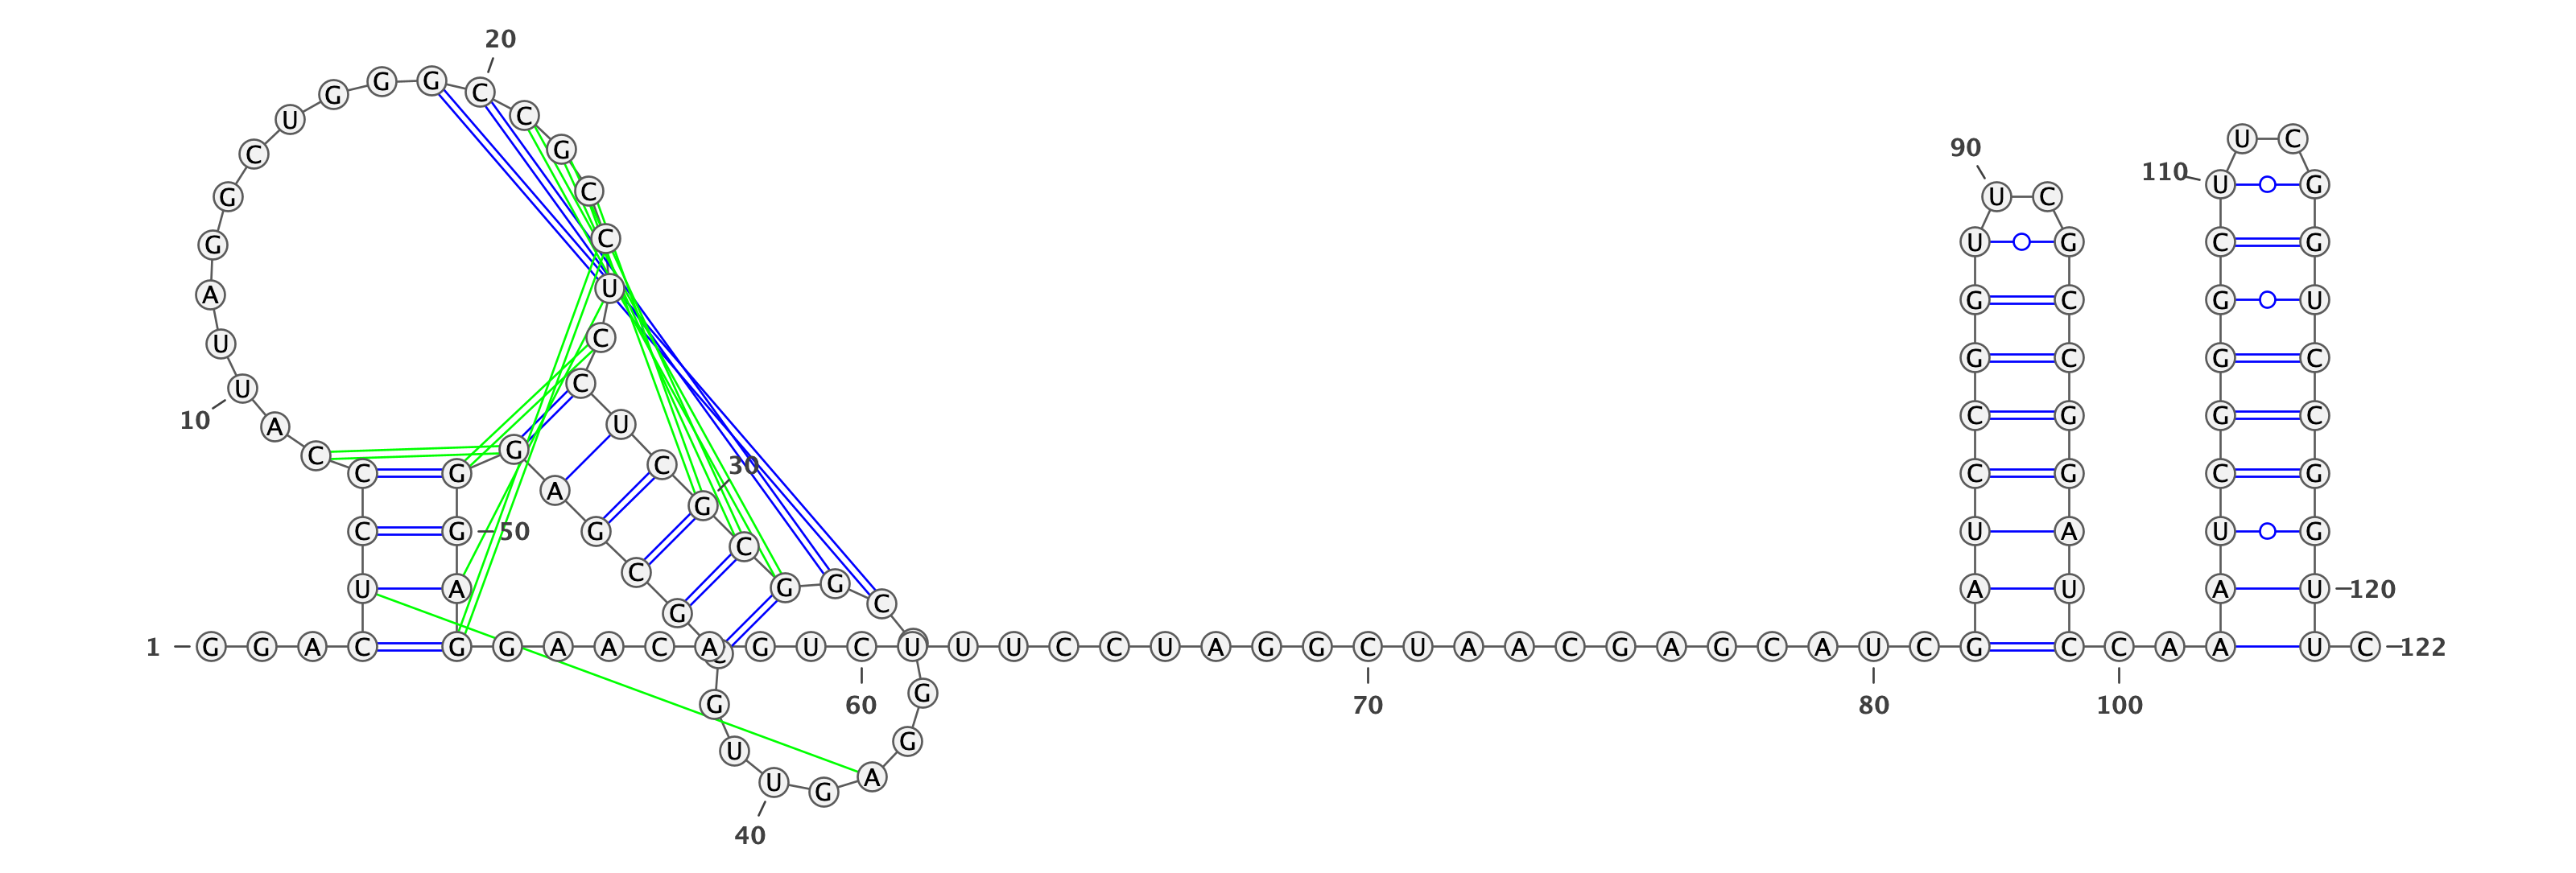 1
G G A C U C C C A U
10
U A G G C U G G G C
20
C G C C U C C U C G
30
C G G C
G G A G U
40
U G C G C G A G G G
50
A G G A A C A G U C
60
U U U C C U A G G C
70
U A A C G A G C A U
80
C G A U C C G G U U
90
C G C C G G A U C C
100
A A A U C G G G C U
110
U C G G U C C G G U
120
U C
122